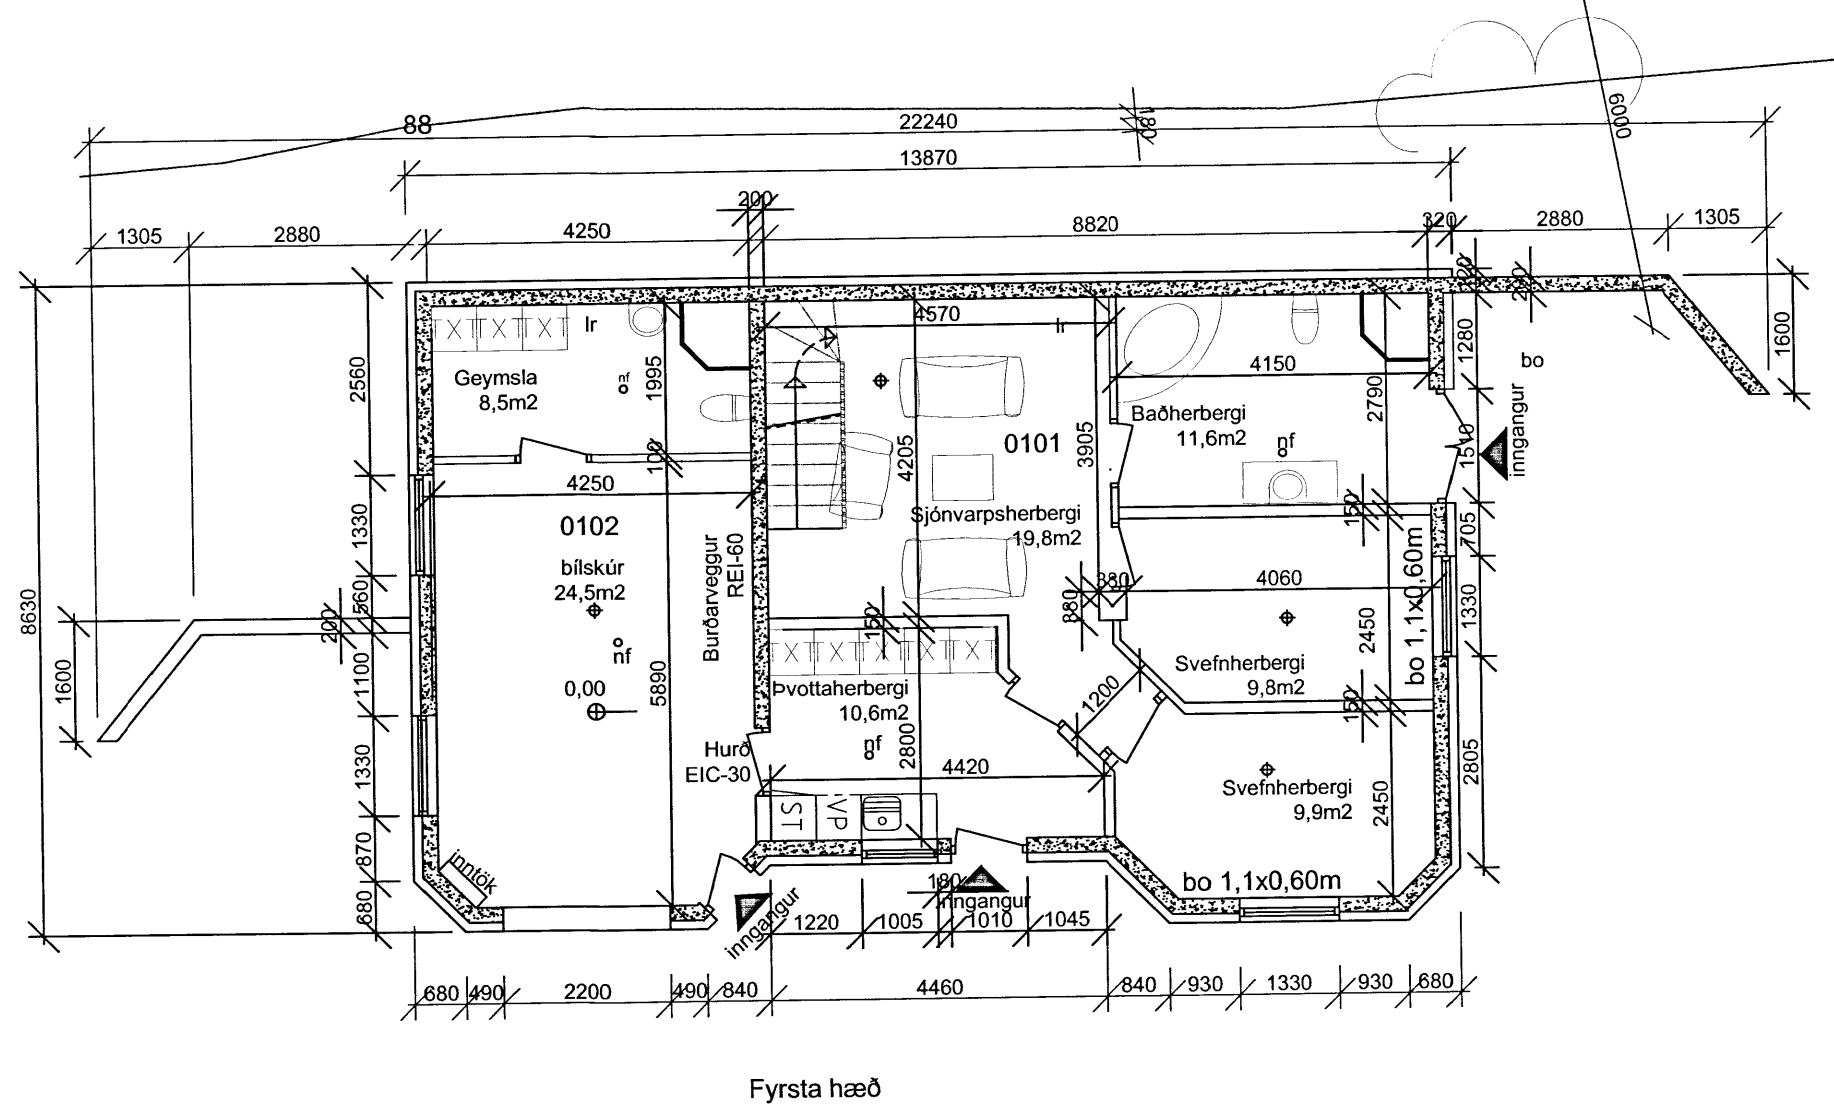 88
22240
180
6000
13870
200
1305
2880
4250
8820
320
2880
1305
120
200
4570
lr
lr
1280
1600
bo
2560
Geymsla
8,5m2
nf
1995
4150
2790
inngangur
Baðherbergi
11,6m2
nf
0101
4205
3905
1510
100
4250
0102
1330
Sjónvarpsherbergi
19,8m2
150
705
bílskúr
24,5m2
Burðarveggur
REI-60
380
880
4060
bo 1,1x0,60m
1330
8630
200
560
150
2450
nf
1600
1100
0,00
5890
Þvottaherbergi
10,6m2
nf
2800
1200
Svefnherbergi
9,8m2
150
1330
Hurð
EIC-30
4420
2805
Svefnherbergi
9,9m2
2450
ST
VP
870
inntök
bo 1,1x0,60m
680
inngangur
180
inngangur
1220
1005
1010
1045
680
490
2200
490
840
4460
840
930
1330
930
680
Fyrsta hæð